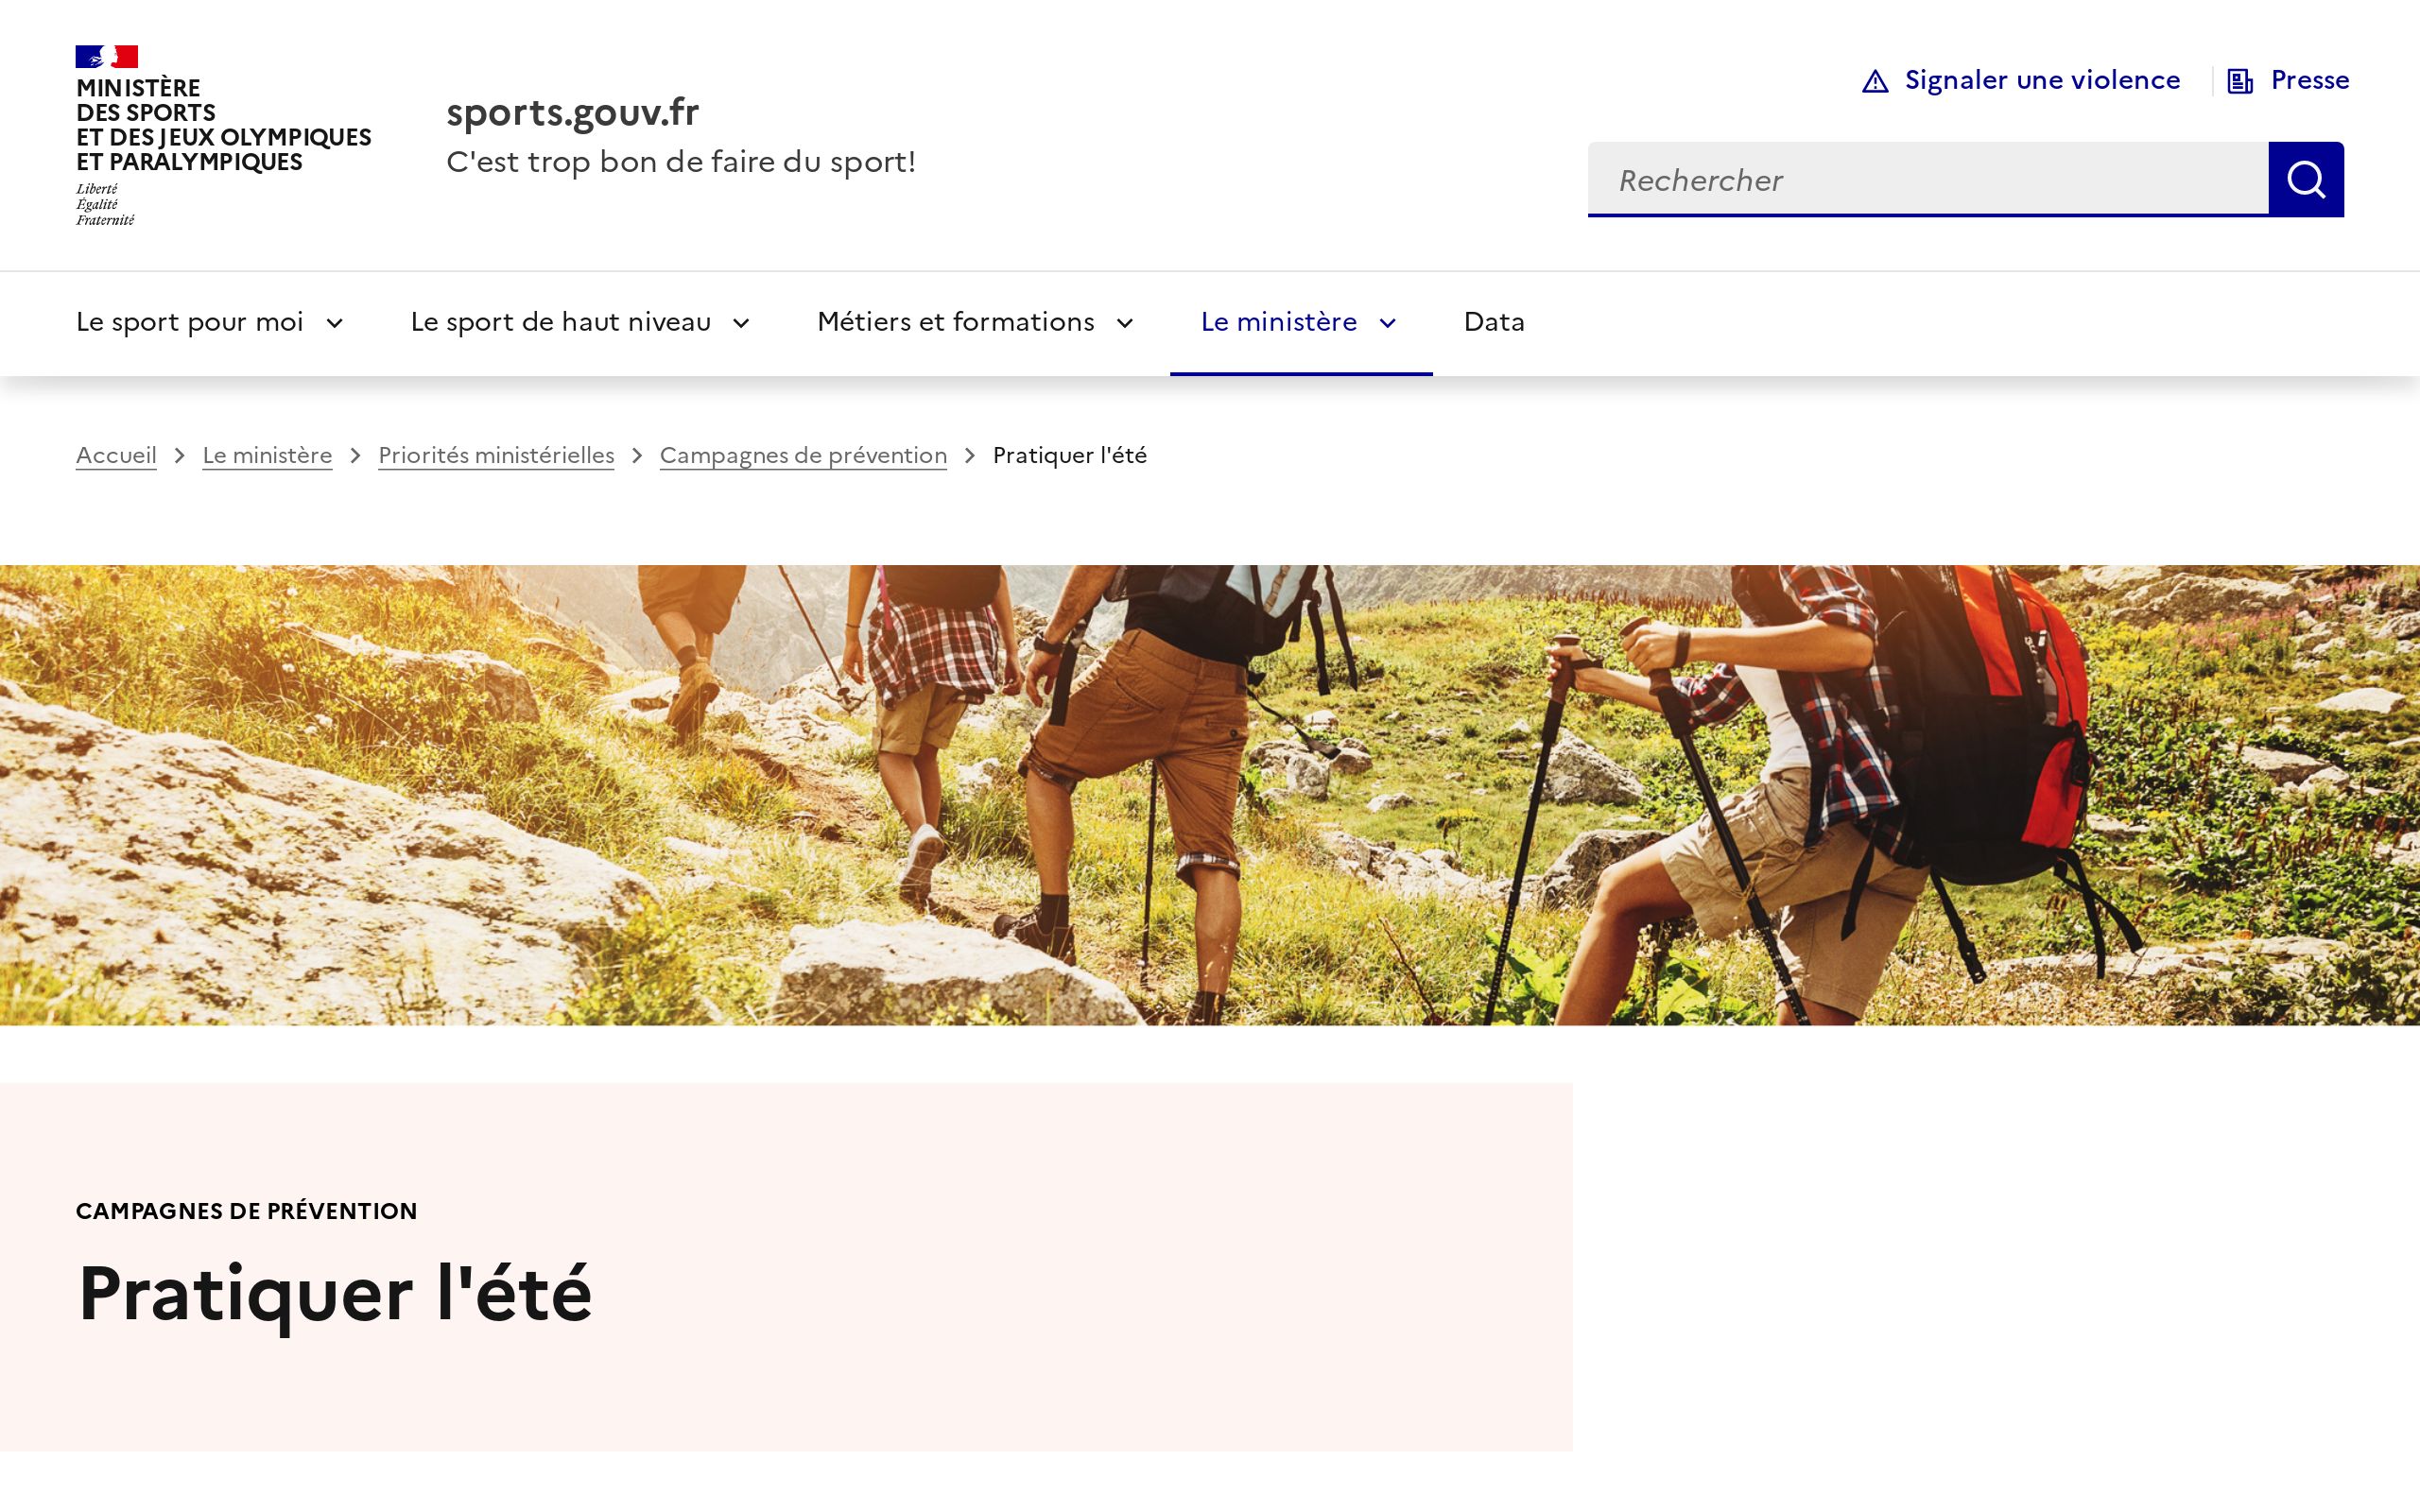 MINISTÈRE
DES SPORTS
ET DES JEUX OLYMPIQUES
ET PARALYMPIQUES
Liberté
Égalité
Fraternité
sports.gouv.fr
C'est trop bon de faire du sport!
Signaler une violence
Presse
Rechercher
Le sport pour moi
Le sport de haut niveau
Métiers et formations
Le ministère
Data
Accueil > Le ministère > Priorités ministérielles > Campagnes de prévention > Pratiquer l'été
CAMPAGNES DE PRÉVENTION
Pratiquer l'été